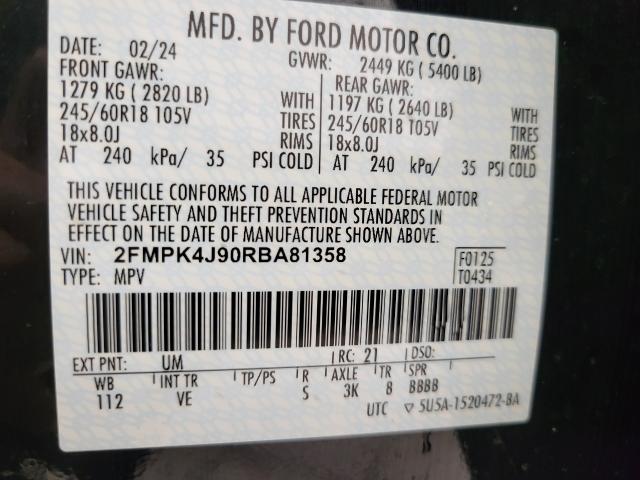 MFD. BY FORD MOTOR CO.
DATE: 02/24 GVWR: 2449 KG ( 5400 LB)
FRONT GAWR: REAR GAWR:
1279 KG ( 2820 LB) WITH 1197 KG ( 2640 LB) WITH
245/60R18 105V TIRES 245/60R18 105V TIRES
18x8.0J RIMS 18x8.0J RIMS
AT 240 kPa/ 35 PSI COLD AT 240 kPa/ 35 PSI COLD
THIS VEHICLE CONFORMS TO ALL APPLICABLE FEDERAL MOTOR
VEHICLE SAFETY AND THEFT PREVENTION STANDARDS IN
EFFECT ON THE DATE OF MANUFACTURE SHOWN ABOVE.
VIN: 2FMPK4J90RBA81358 F0125
TYPE: MPV T0434
EXT PNT: UM RC: 21 DSO:
WB INT TR TP/PS R AXLE TR SPR
112 VE S 3K 8 BBBB
UTC ▽ 5U5A-1520472-BA